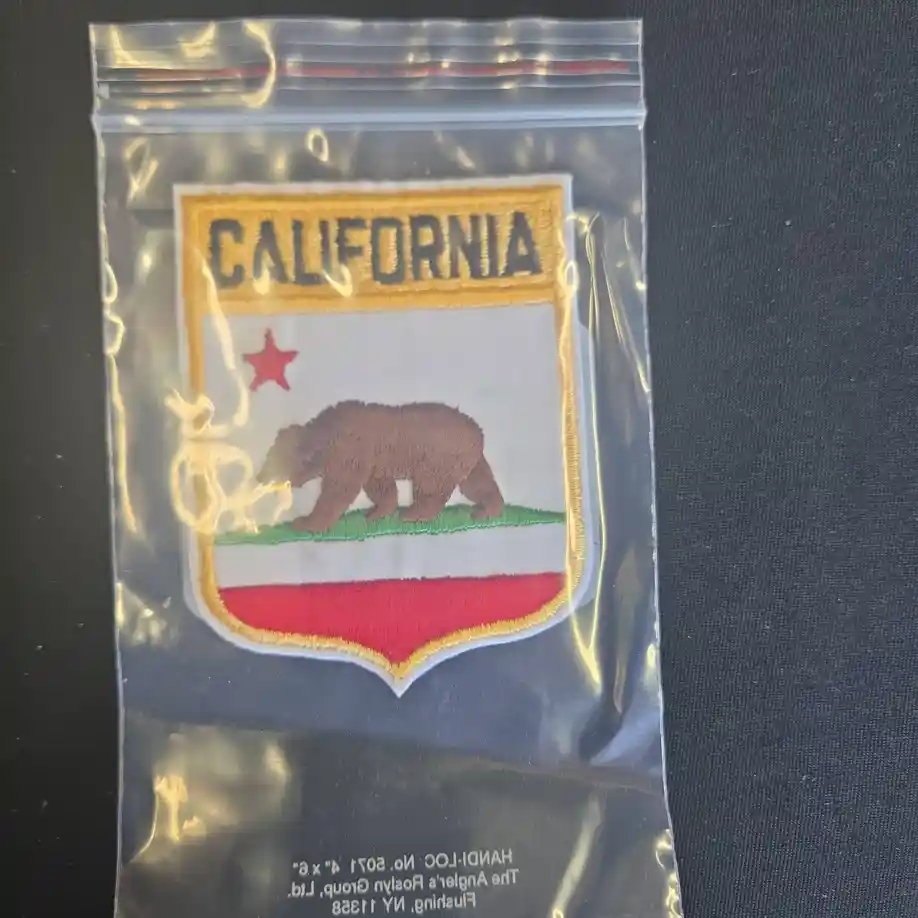 CALIFORNIA
HANDI-LOC No. 5071 4" x 6"
The Angler's Roslyn Group, Ltd.
Flushing, NY 11358